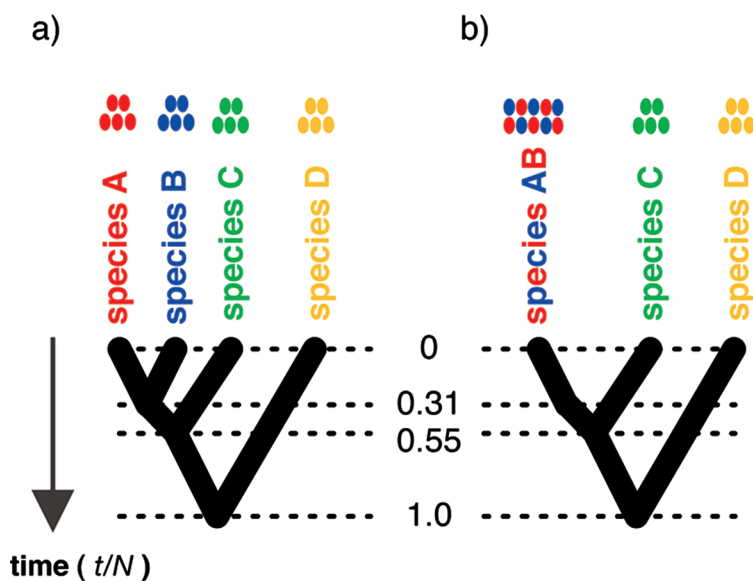 a)
b)
species A
species B
species C
species D
species AB
species C
species D
0
0.31
0.55
1.0
time ( t/N )